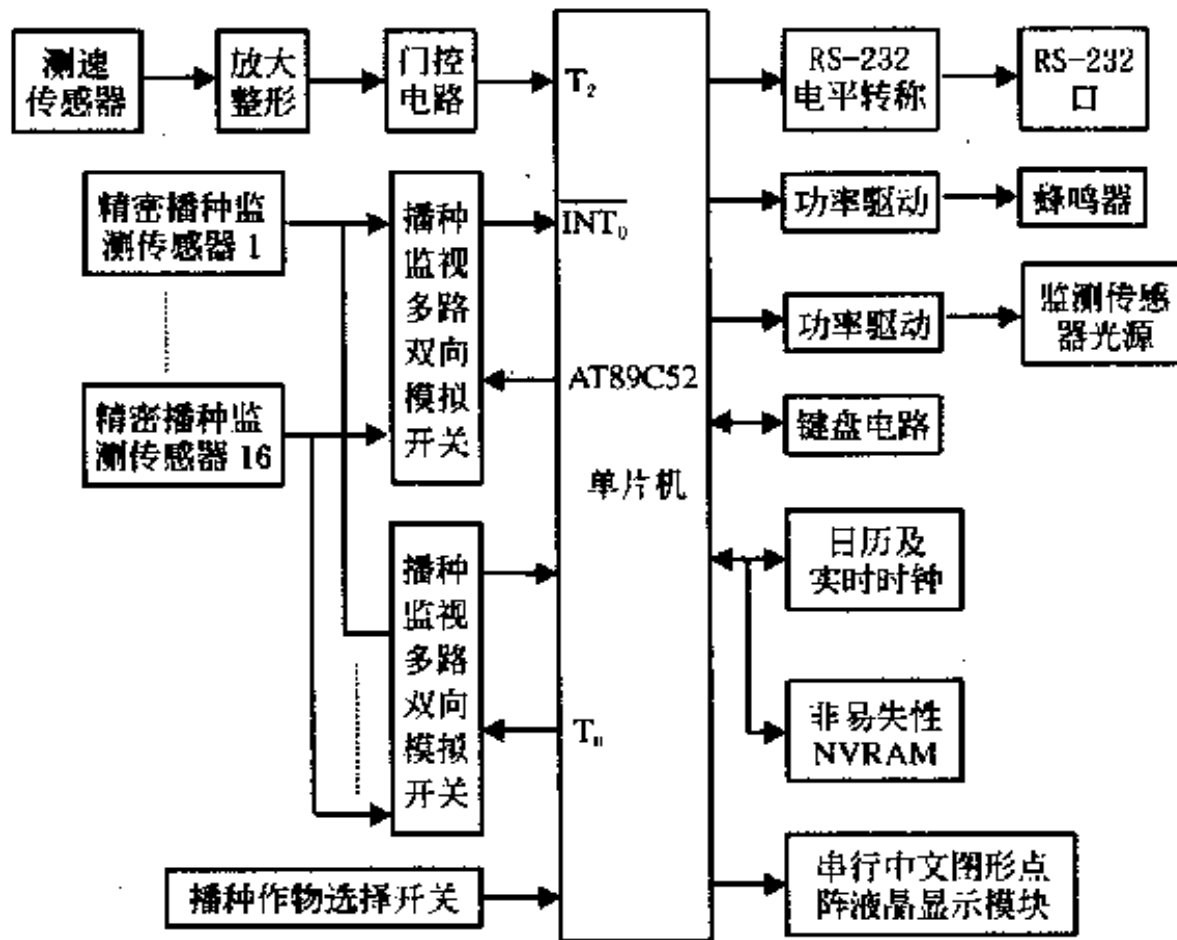 测速
传感器
放大
整形
门控
电路
T₂
RS-232
电平转称
RS-232
口
精密播种监
测传感器 1
播种
监视
多路
双向
模拟
开关
INT₀
功率驱动
蜂鸣器
功率驱动
监测传感
器光源
AT89C52
单片机
键盘电路
精密播种监
测传感器 16
播种
监视
多路
双向
模拟
开关
T₀
日历及
实时时钟
非易失性
NVRAM
播种作物选择开关
串行中文图形点
阵液晶显示模块